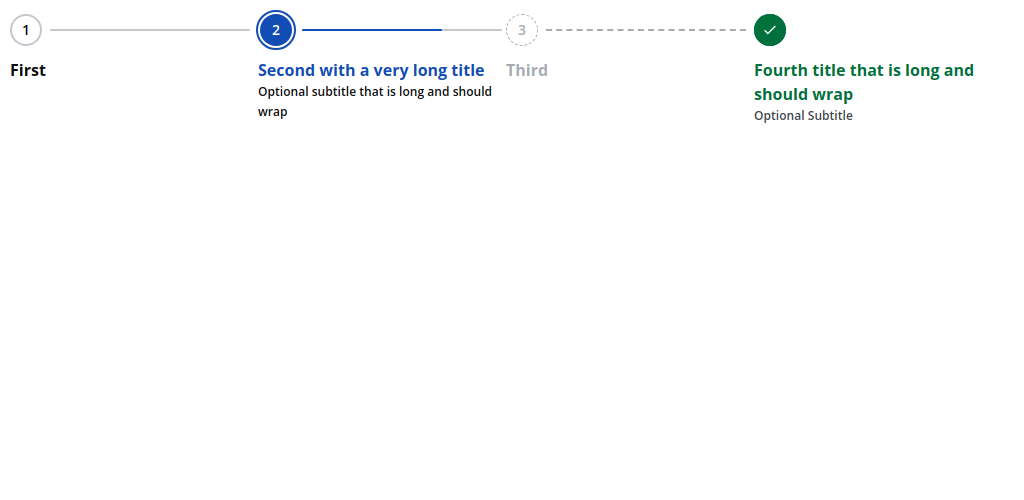 1
2
3
First
Second with a very long title
Optional subtitle that is long and should
wrap
Third
Fourth title that is long and
should wrap
Optional Subtitle